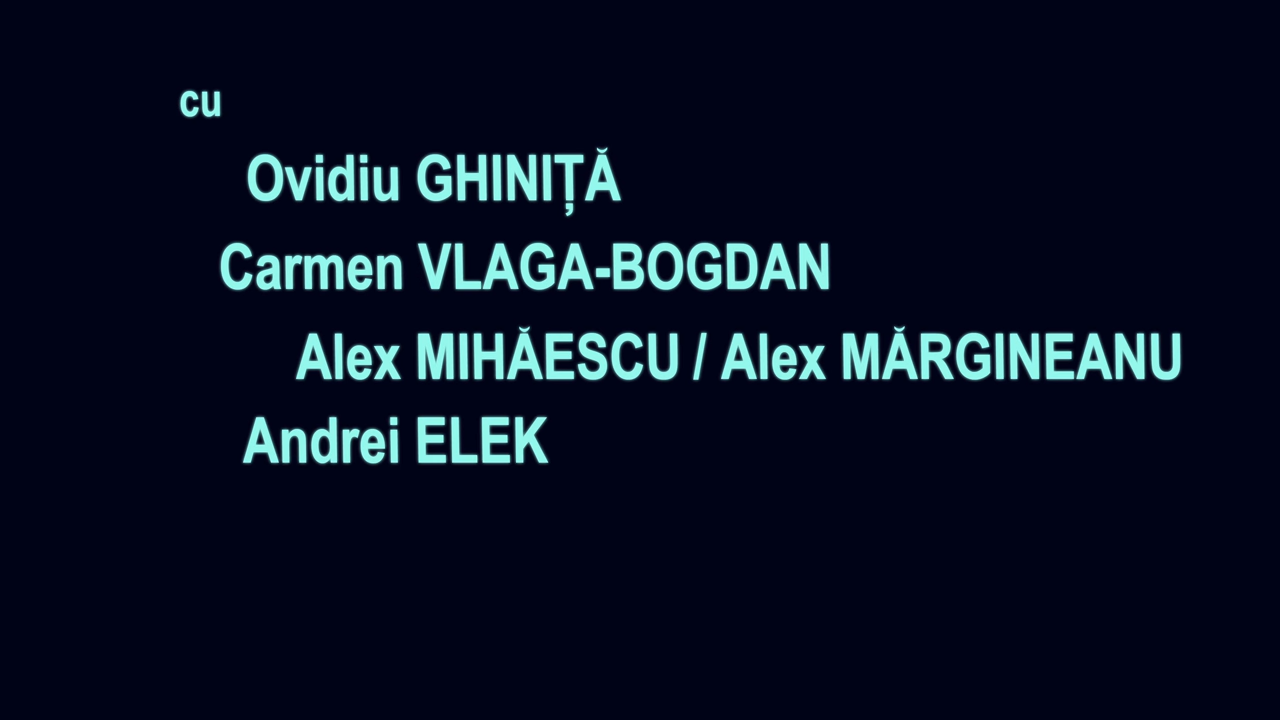 cu
Ovidiu GHINIȚĂ
Carmen VLAGA-BOGDAN
Alex MIHĂESCU / Alex MĂRGINEANU
Andrei ELEK